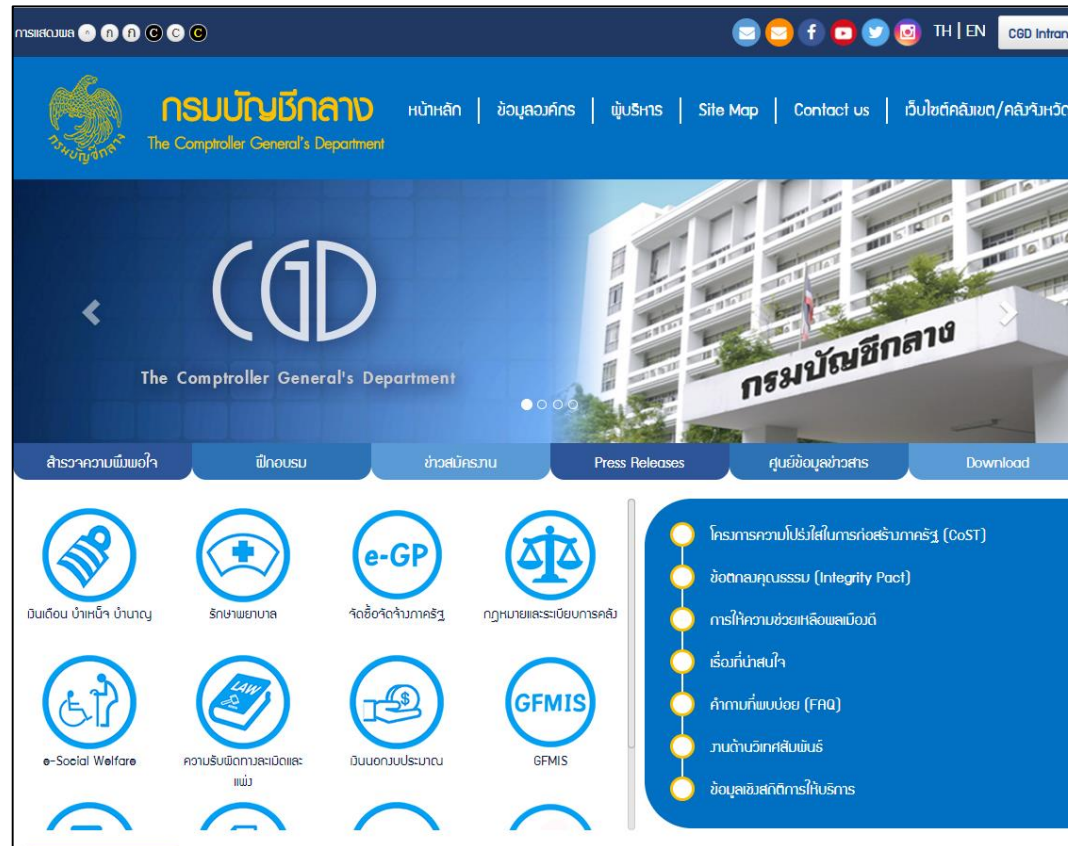 การแสดงผล ก ก ก C C C TH | EN CGD Intran
กรมบัญชีกลาง
The Comptroller General's Department
กรมบัญชีกลาง
หน้าหลัก | ข้อมูลองค์กร | ผู้บริหาร | Site Map | Contact us | เว็บไซต์คลังเขต/คลังจังหวัด
CGD
The Comptroller General's Department
กรมบัญชีกลาง
สำรวจความพึงพอใจ ฝึกอบรม ข่าวสมัครงาน Press Releases ศูนย์ข้อมูลข่าวสาร Download
e-GP
เงินเดือน บำเหน็จ บำนาญ รักษาพยาบาล จัดซื้อจัดจ้างภาครัฐ กฎหมายและระเบียบการคลัง
LAW GFMIS
e-Social Welfare ความรับผิดทางละเมิดและ เงินนอกงบประมาณ GFMIS
แพ่ง
โครงการความโปร่งใสในการก่อสร้างภาครัฐ (CoST)
ข้อตกลงคุณธรรม (Integrity Pact)
การให้ความช่วยเหลือพลเมืองดี
เรื่องที่น่าสนใจ
คำถามที่พบบ่อย (FAQ)
งานด้านวิเทศสัมพันธ์
ข้อมูลเชิงสถิติการให้บริการ